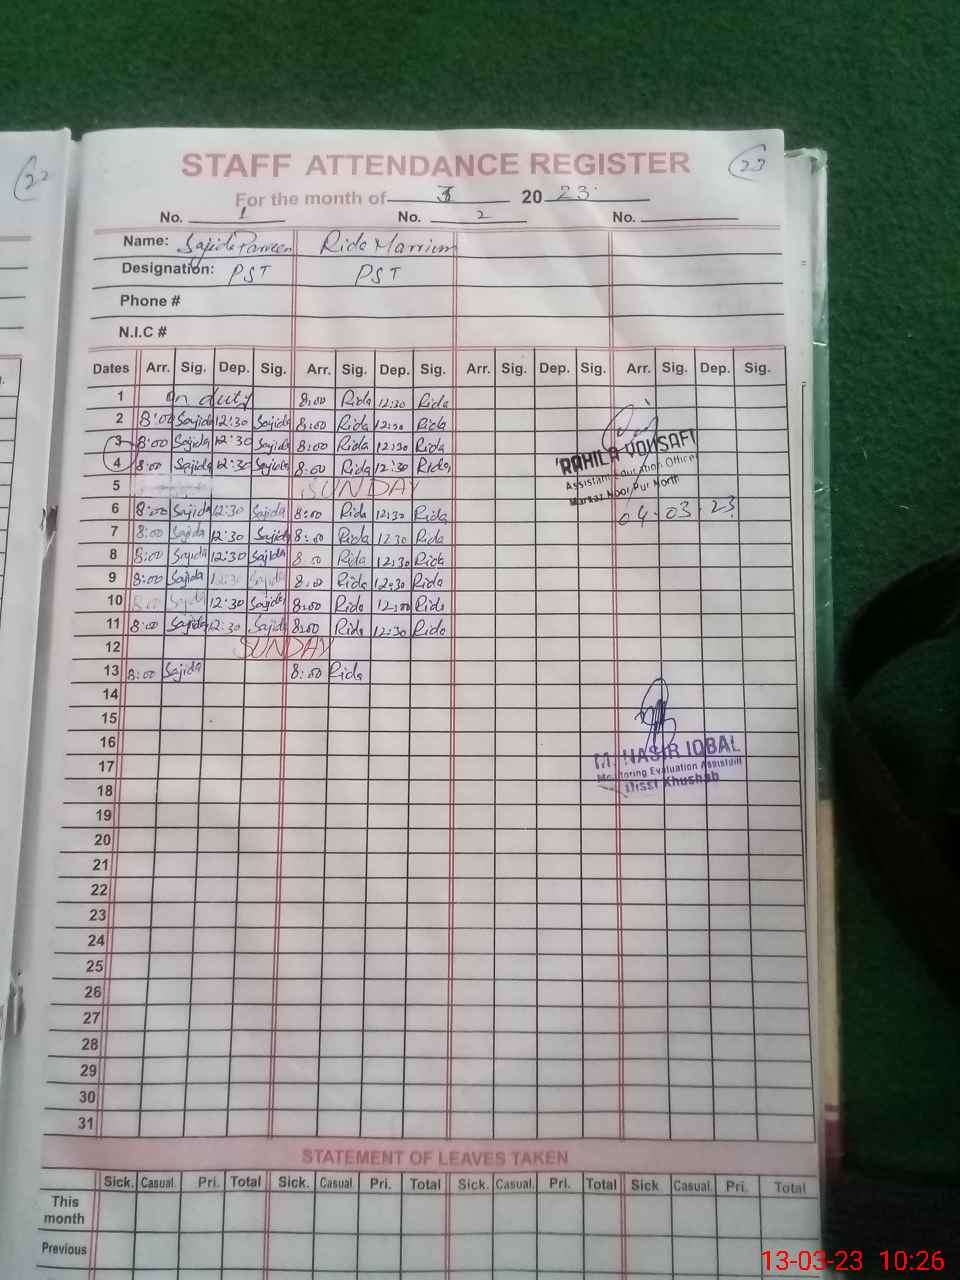 22
STAFF ATTENDANCE REGISTER 23
For the month of 3 20 23
No. 1 No. 2 No.
Name: Sajida Parveen Rida Marrium
Designation: PST PST
Phone #
N.I.C #
Dates Arr. Sig. Dep. Sig. Arr. Sig. Dep. Sig. Arr. Sig. Dep. Sig. Arr. Sig. Dep. Sig.
1 on duty 8:00 Rida 12:30 Rida
2 8:00 Sajida 12:30 Sajida 8:00 Rida 12:30 Rida
3 8:00 Sajida 12:30 Sajida 8:00 Rida 12:30 Rida
4 8:00 Sajida 12:30 Sajida 8:00 Rida 12:30 Rida
5 SUNDAY
6 8:00 Sajida 12:30 Sajida 8:00 Rida 12:30 Rida
7 8:00 Sajida 12:30 Sajida 8:00 Rida 12:30 Rida
8 8:00 Sajida 12:30 Sajida 8:00 Rida 12:30 Rida
9 8:00 Sajida 12:30 Sajida 8:00 Rida 12:30 Rida
10 8:00 Sajida 12:30 Sajida 8:00 Rida 12:00 Rida
11 8:00 Sajida 12:30 Sajida 8:00 Rida 12:30 Rida
12 SUNDAY
13 8:00 Sajida 8:00 Rida
14
15
16
17
18
19
20
21
22
23
24
25
26
27
28
29
30
31
RAHILA YOUSAFI
Assistant Education Officer
Markaz Noor Pur North
04.03.23
M. NASIR IQBAL
Monitoring Evaluation Assistant
Disst Khushab
STATEMENT OF LEAVES TAKEN
Sick. Casual. Pri. Total Sick. Casual. Pri. Total Sick. Casual. Pri. Total Sick. Casual. Pri. Total
This
month
Previous
13-03-23 10:26